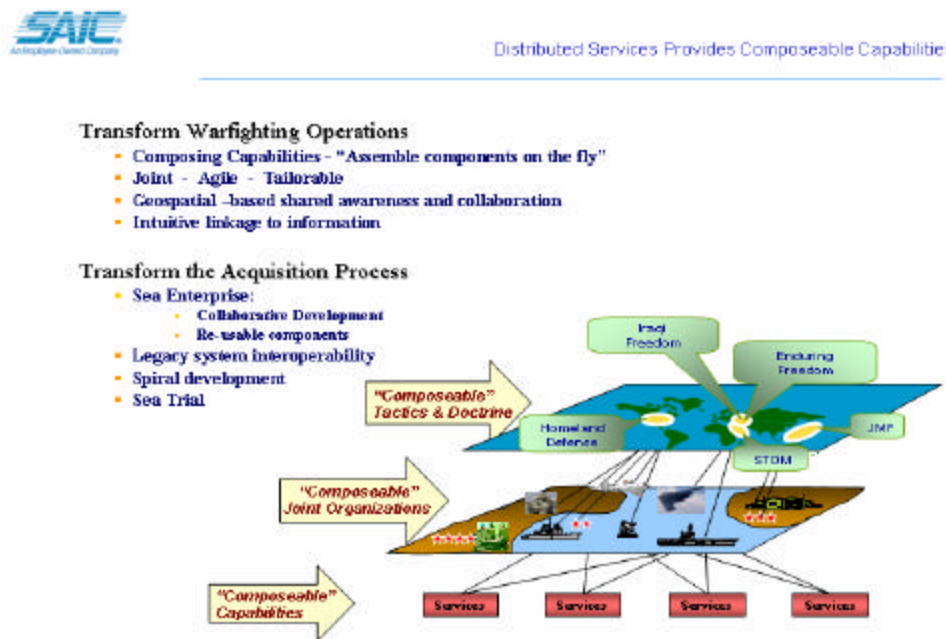 SAIC
An Employee-Owned Company
Distributed Services Provides Composeable Capabilitie
Transform Warfighting Operations
Composing Capabilities - “Assemble components on the fly”
Joint - Agile - Tailorable
Geospatial –based shared awareness and collaboration
Intuitive linkage to information
Transform the Acquisition Process
Sea Enterprise:
Collaborative Development
Re-usable components
Legacy system interoperability
Spiral development
Sea Trial
Iraqi
Freedom
Enduring
Freedom
“Composeable”
Tactics & Doctrine
Homeland
Defense
JMF
STOM
“Composeable”
Joint Organizations
“Composeable”
Capabilities
Services
Services
Services
Services